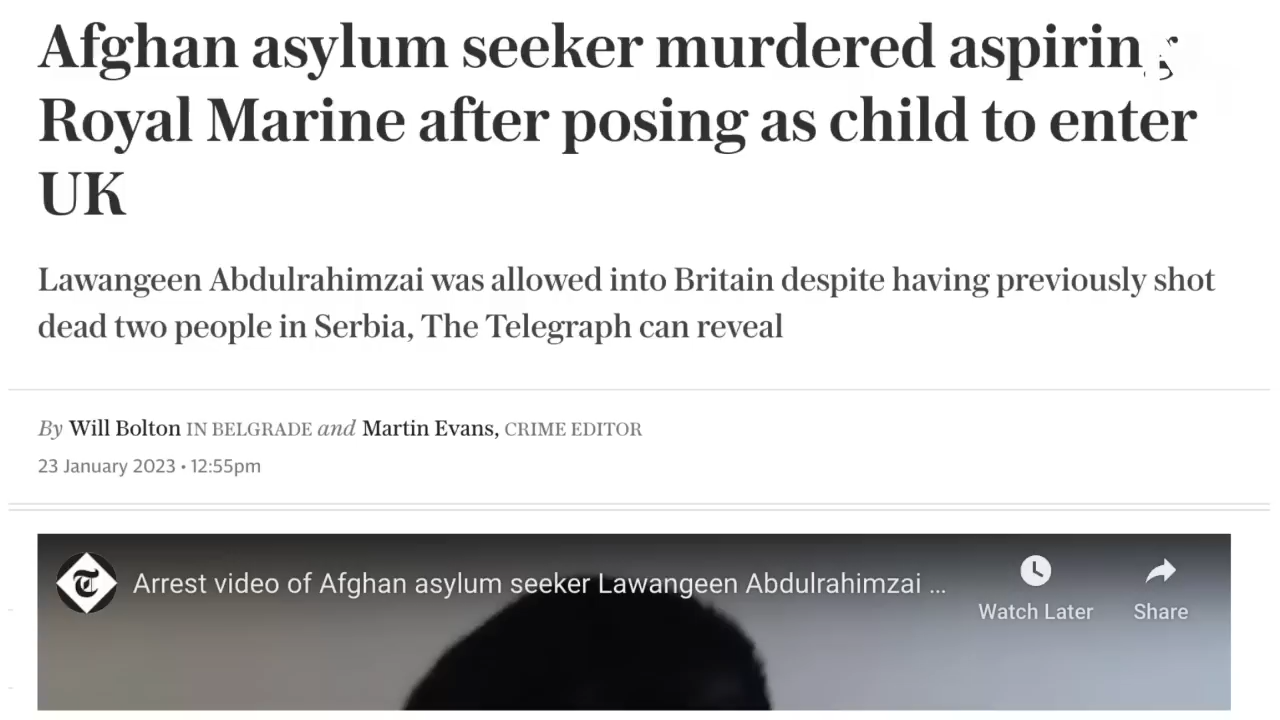 Afghan asylum seeker murdered aspiring
Royal Marine after posing as child to enter
UK
Lawangeen Abdulrahimzai was allowed into Britain despite having previously shot
dead two people in Serbia, The Telegraph can reveal
By Will Bolton IN BELGRADE and Martin Evans, CRIME EDITOR
23 January 2023 • 12:55pm
Arrest video of Afghan asylum seeker Lawangeen Abdulrahimzai ...
Watch Later
Share